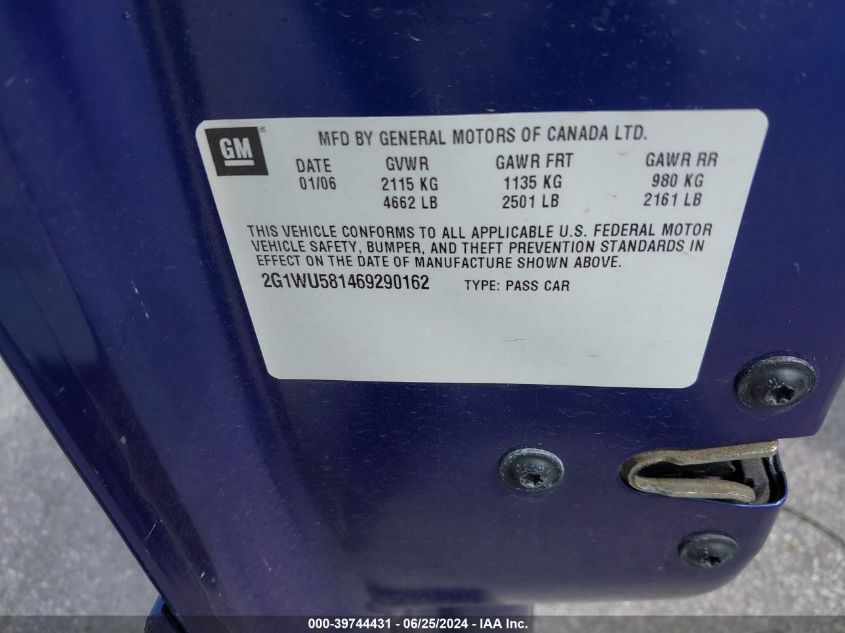 GM
MFD BY GENERAL MOTORS OF CANADA LTD.
DATE GVWR GAWR FRT GAWR RR
01/06 2115 KG 1135 KG 980 KG
4662 LB 2501 LB 2161 LB
THIS VEHICLE CONFORMS TO ALL APPLICABLE U.S. FEDERAL MOTOR
VEHICLE SAFETY, BUMPER, AND THEFT PREVENTION STANDARDS IN
EFFECT ON THE DATE OF MANUFACTURE SHOWN ABOVE.
2G1WU581469290162 TYPE: PASS CAR
000-39744431 - 06/25/2024 - IAA Inc.